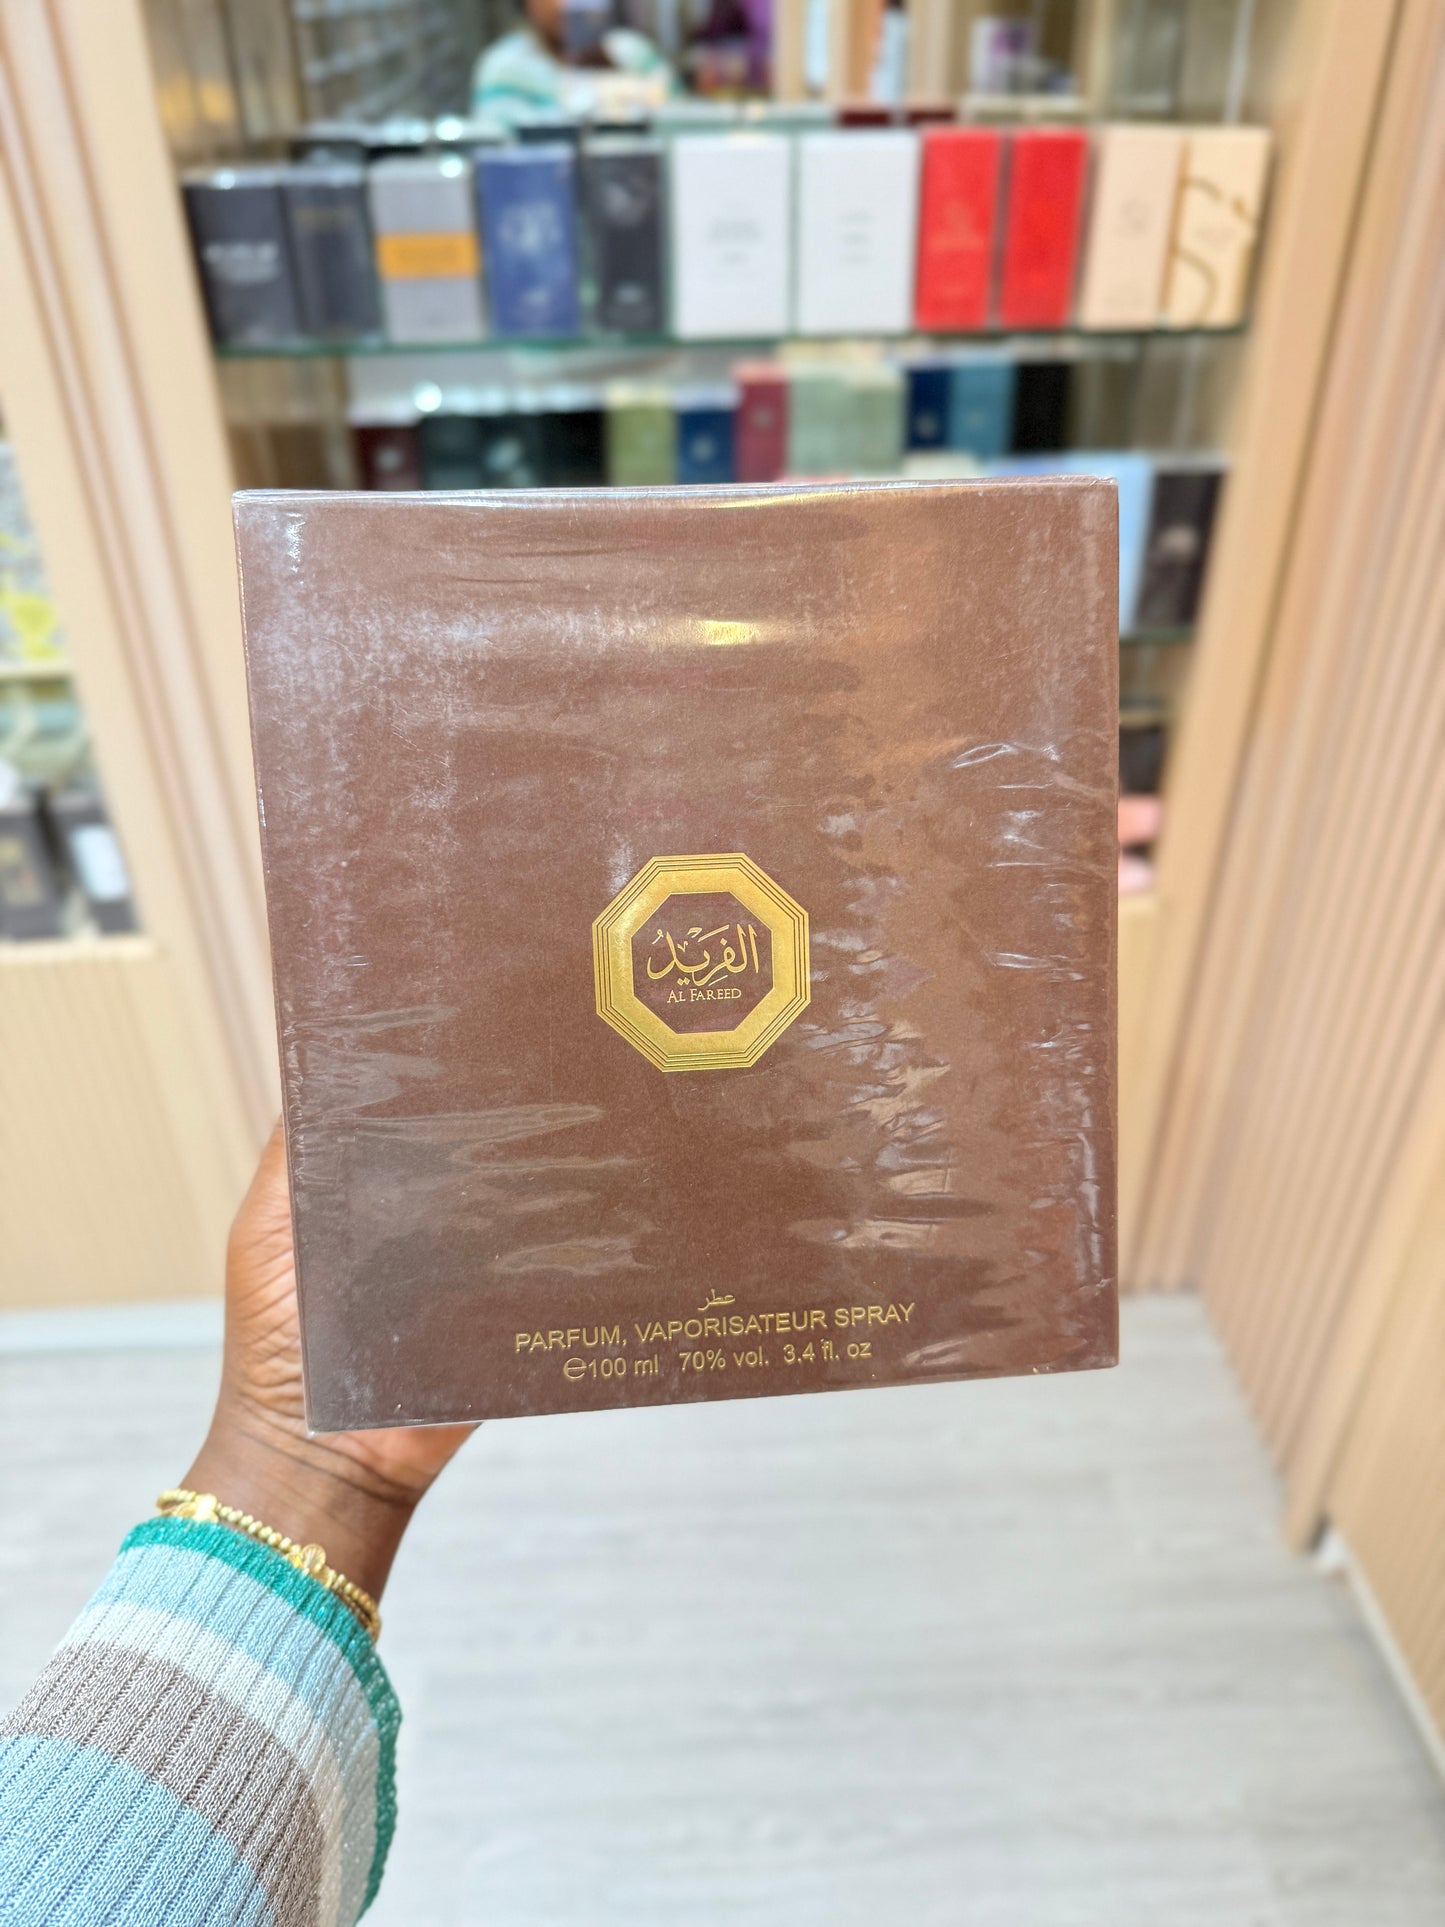 الفريد
AL FAREED
عطر
PARFUM, VAPORISATEUR SPRAY
℮100 ml 70% vol. 3.4 fl. oz